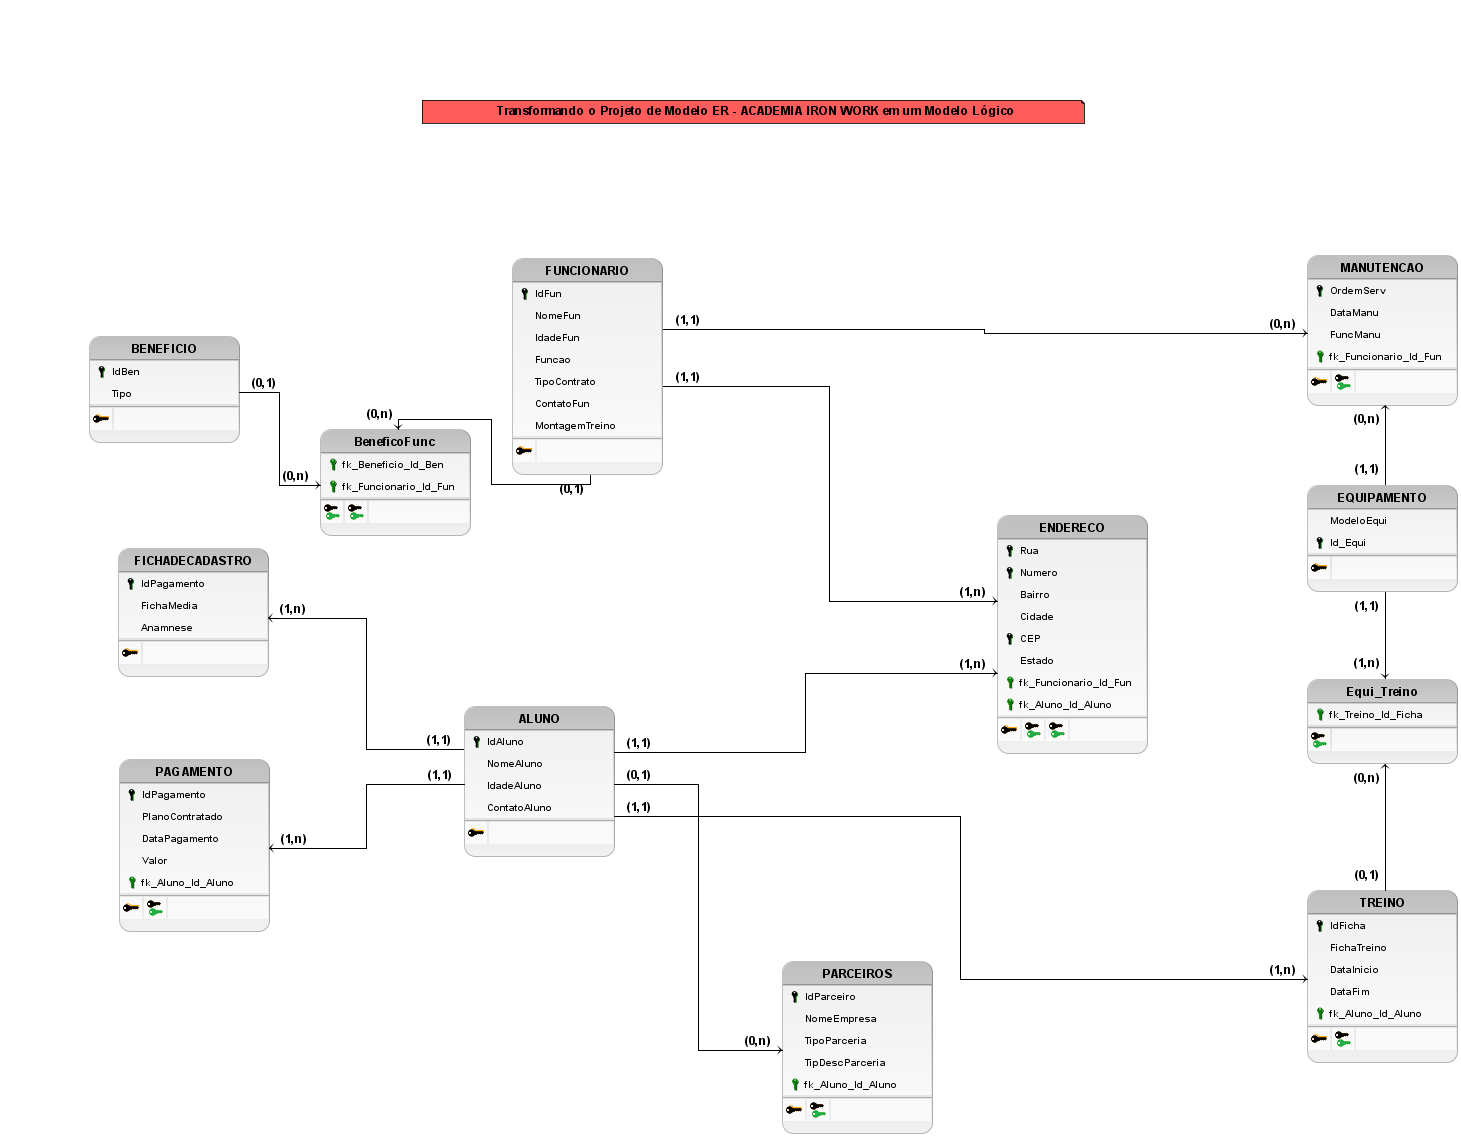 Transformando o Projeto de Modelo ER - ACADEMIA IRON WORK em um Modelo Lógico
FUNCIONARIO
IdFun
NomeFun
IdadeFun
Funcao
TipoContrato
ContatoFun
MontagemTreino
(1,1)
(0,n)
(1,1)
(1,n)
(0,1)
MANUTENCAO
OrdemServ
DataManu
FuncManu
fk_Funcionario_Id_Fun
(0,n)
(1,1)
BENEFICIO
IdBen
Tipo
(0,1)
(0,n)
(0,n)
BeneficoFunc
fk_Beneficio_Id_Ben
fk_Funcionario_Id_Fun
EQUIPAMENTO
ModeloEqui
Id_Equi
(1,1)
(1,n)
ENDERECO
Rua
Numero
Bairro
Cidade
CEP
Estado
fk_Funcionario_Id_Fun
fk_Aluno_Id_Aluno
FICHADECADASTRO
IdPagamento
FichaMedia
Anamnese
(1,n)
(1,1)
Equi_Treino
fk_Treino_Id_Ficha
(0,n)
(0,1)
ALUNO
IdAluno
NomeAluno
IdadeAluno
ContatoAluno
(1,1)
(1,n)
(0,1)
(0,n)
(1,1)
(1,n)
PAGAMENTO
IdPagamento
PlanoContratado
DataPagamento
Valor
fk_Aluno_Id_Aluno
(1,n)
(1,1)
TREINO
IdFicha
FichaTreino
DataInicio
DataFim
fk_Aluno_Id_Aluno
PARCEIROS
IdParceiro
NomeEmpresa
TipoParceria
TipDescParceria
fk_Aluno_Id_Aluno